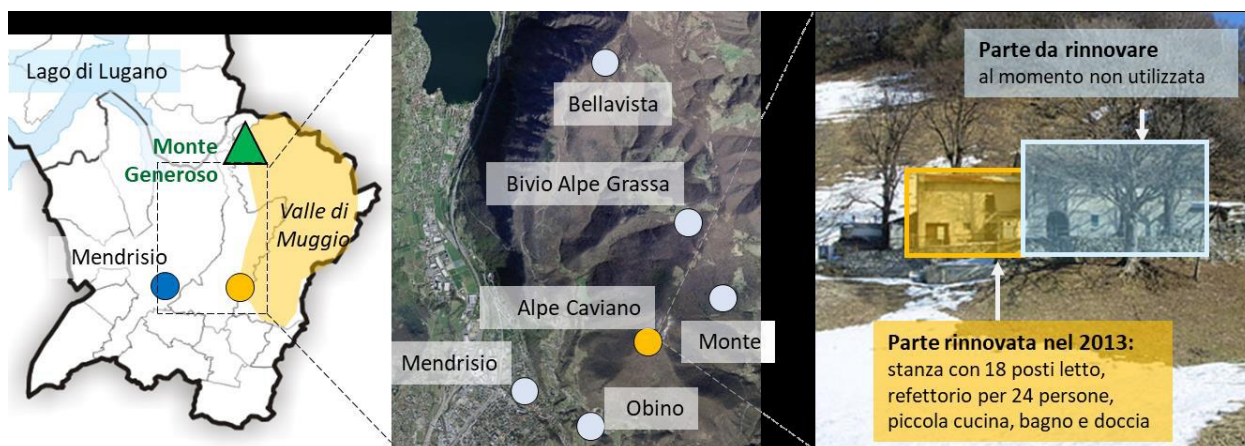 Lago di Lugano
Monte
Generoso
Valle di
Muggio
Mendrisio
Bellavista
Bivio Alpe Grassa
Alpe Caviano
Monte
Mendrisio
Obino
Parte da rinnovare
al momento non utilizzata
Parte rinnovata nel 2013:
stanza con 18 posti letto,
refettorio per 24 persone,
piccola cucina, bagno e doccia